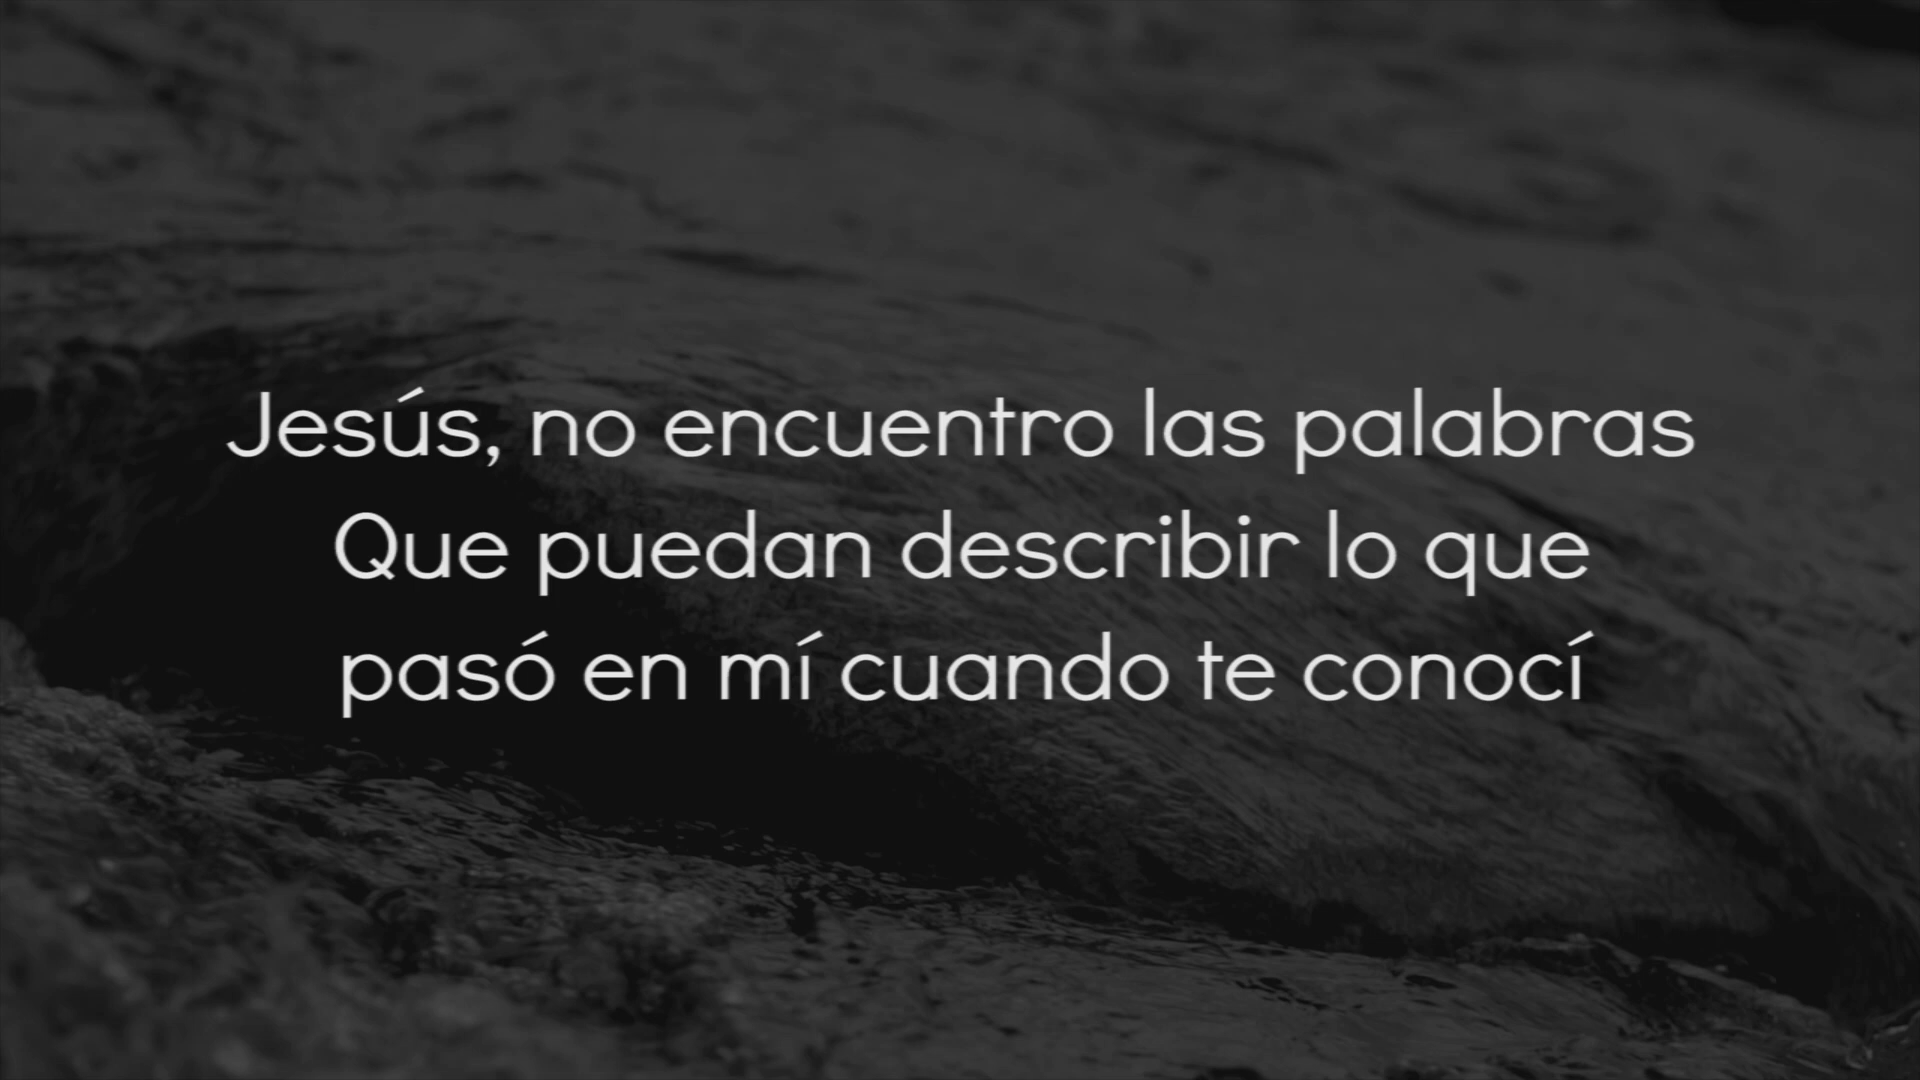 Jesús, no encuentro las palabras
Que puedan describir lo que
pasó en mí cuando te conocí